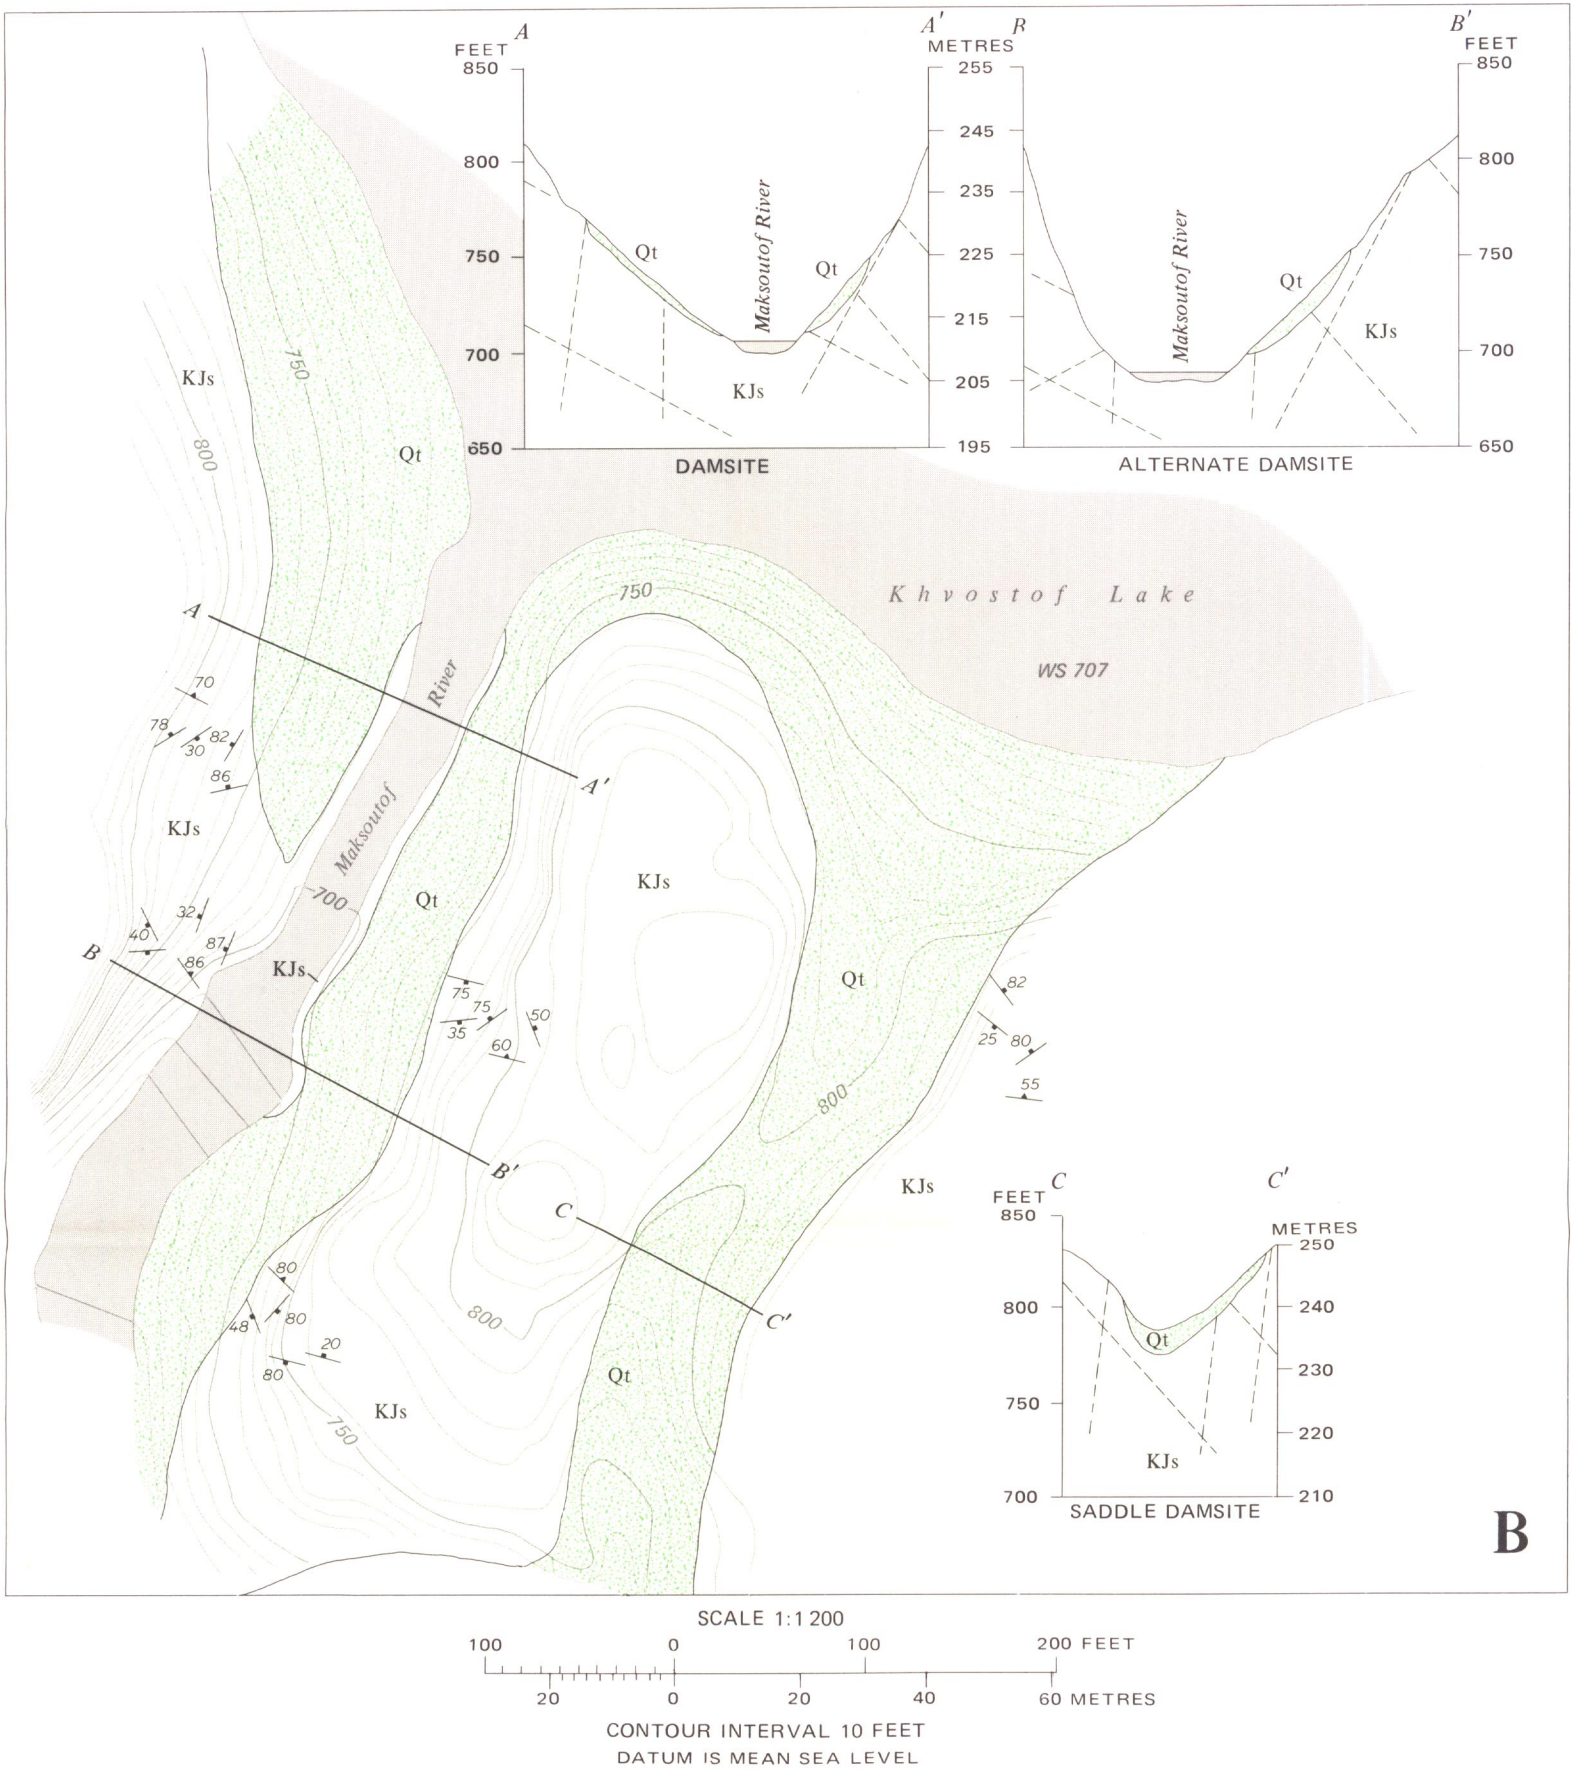 A
A'
R
B'
FEET
METRES
FEET
850
255
850
245
800
800
Maksoutof River
235
Maksoutof River
Qt
Qt
750
225
Qt
750
215
KJs
700
700
205
KJs
650
195
650
DAMSITE
ALTERNATE DAMSITE
KJs
750
800
Qt
750
Khvostof Lake
WS 707
A
River
70
78
30
82
86
A'
KJs
Maksoutof
KJs
700
Qt
32
40
87
86
B
KJs
Qt
75
75
35
50
60
82
25
80
55
800
B'
C
KJs
C
C'
FEET
METRES
850
250
800
240
Qt
230
750
220
KJs
700
210
SADDLE DAMSITE
80
80
48
80
20
800
C'
Qt
KJs
750
B
SCALE 1:1 200
100 0 100 200 FEET
20 0 20 40 60 METRES
CONTOUR INTERVAL 10 FEET
DATUM IS MEAN SEA LEVEL